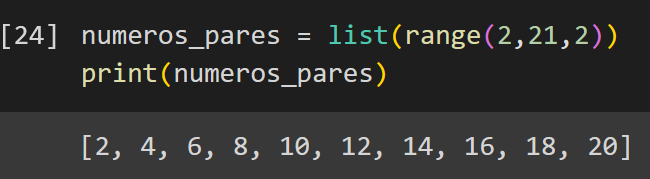 [24] numeros_pares = list(range(2,21,2))
print(numeros_pares)
[2, 4, 6, 8, 10, 12, 14, 16, 18, 20]